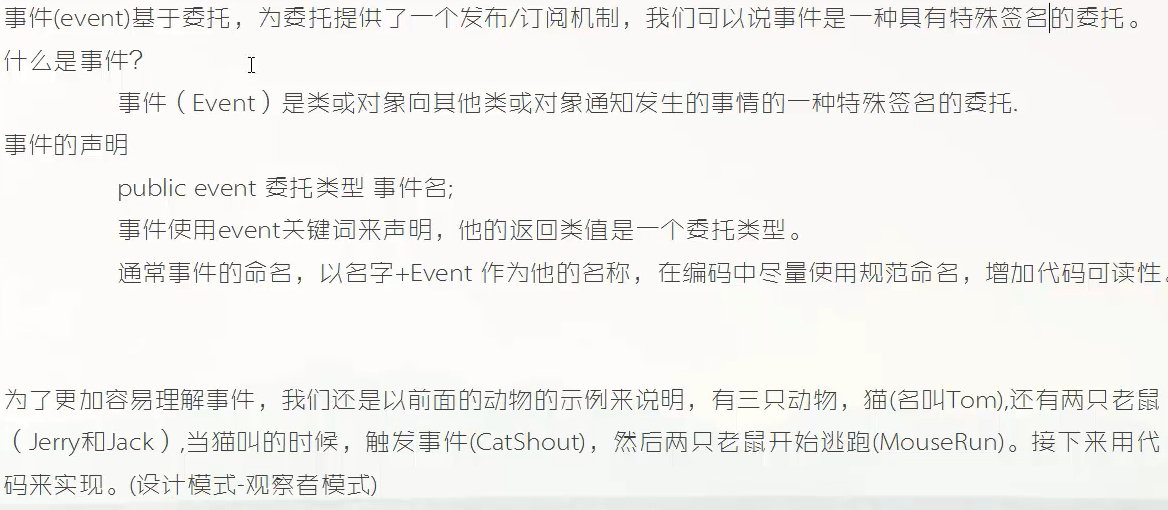 事件(event)基于委托，为委托提供了一个发布/订阅机制，我们可以说事件是一种具有特殊签名的委托。
什么是事件?
事件（Event）是类或对象向其他类或对象通知发生的事情的一种特殊签名的委托.
事件的声明
public event 委托类型 事件名;
事件使用event关键词来声明，他的返回类值是一个委托类型。
通常事件的命名，以名字+Event 作为他的名称，在编码中尽量使用规范命名，增加代码可读性。
为了更加容易理解事件，我们还是以前面的动物的示例来说明，有三只动物，猫(名叫Tom),还有两只老鼠
（Jerry和Jack）,当猫叫的时候，触发事件(CatShout)，然后两只老鼠开始逃跑(MouseRun)。接下来用代
码来实现。(设计模式-观察者模式)